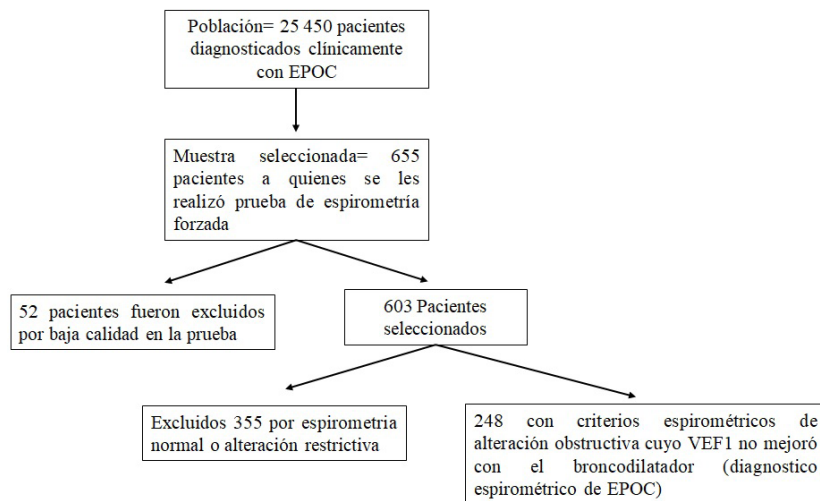 Población= 25 450 pacientes
diagnosticados clínicamente
con EPOC
Muestra seleccionada= 655
pacientes a quienes se les
realizó prueba de espirometría
forzada
52 pacientes fueron excluidos
por baja calidad en la prueba
603 Pacientes
seleccionados
Excluidos 355 por espirometria
normal o alteración restrictiva
248 con criterios espirométricos de
alteración obstructiva cuyo VEF1 no mejoró
con el broncodilatador (diagnostico
espirométrico de EPOC)